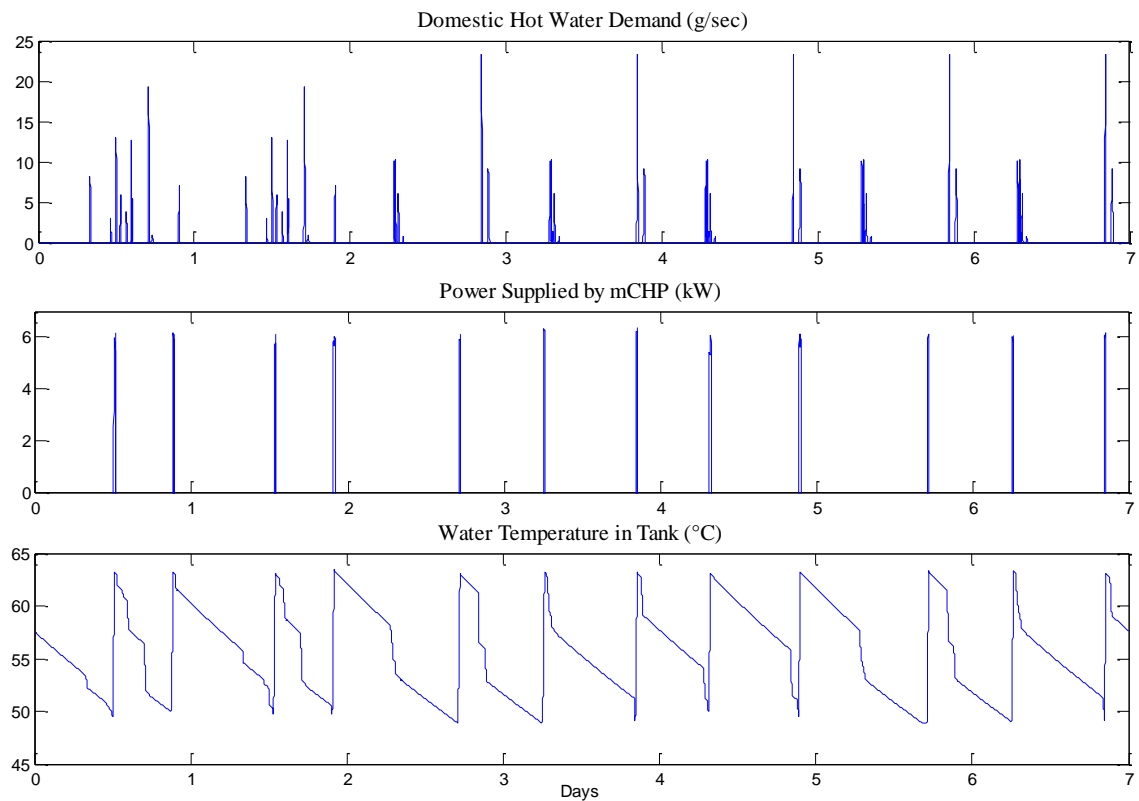 Domestic Hot Water Demand (g/sec)
25
20
15
10
5
0
0 1 2 3 4 5 6 7
Power Supplied by mCHP (kW)
6
4
2
0
0 1 2 3 4 5 6 7
Water Temperature in Tank (°C)
65
60
55
50
45
0 1 2 3 4 5 6 7
Days